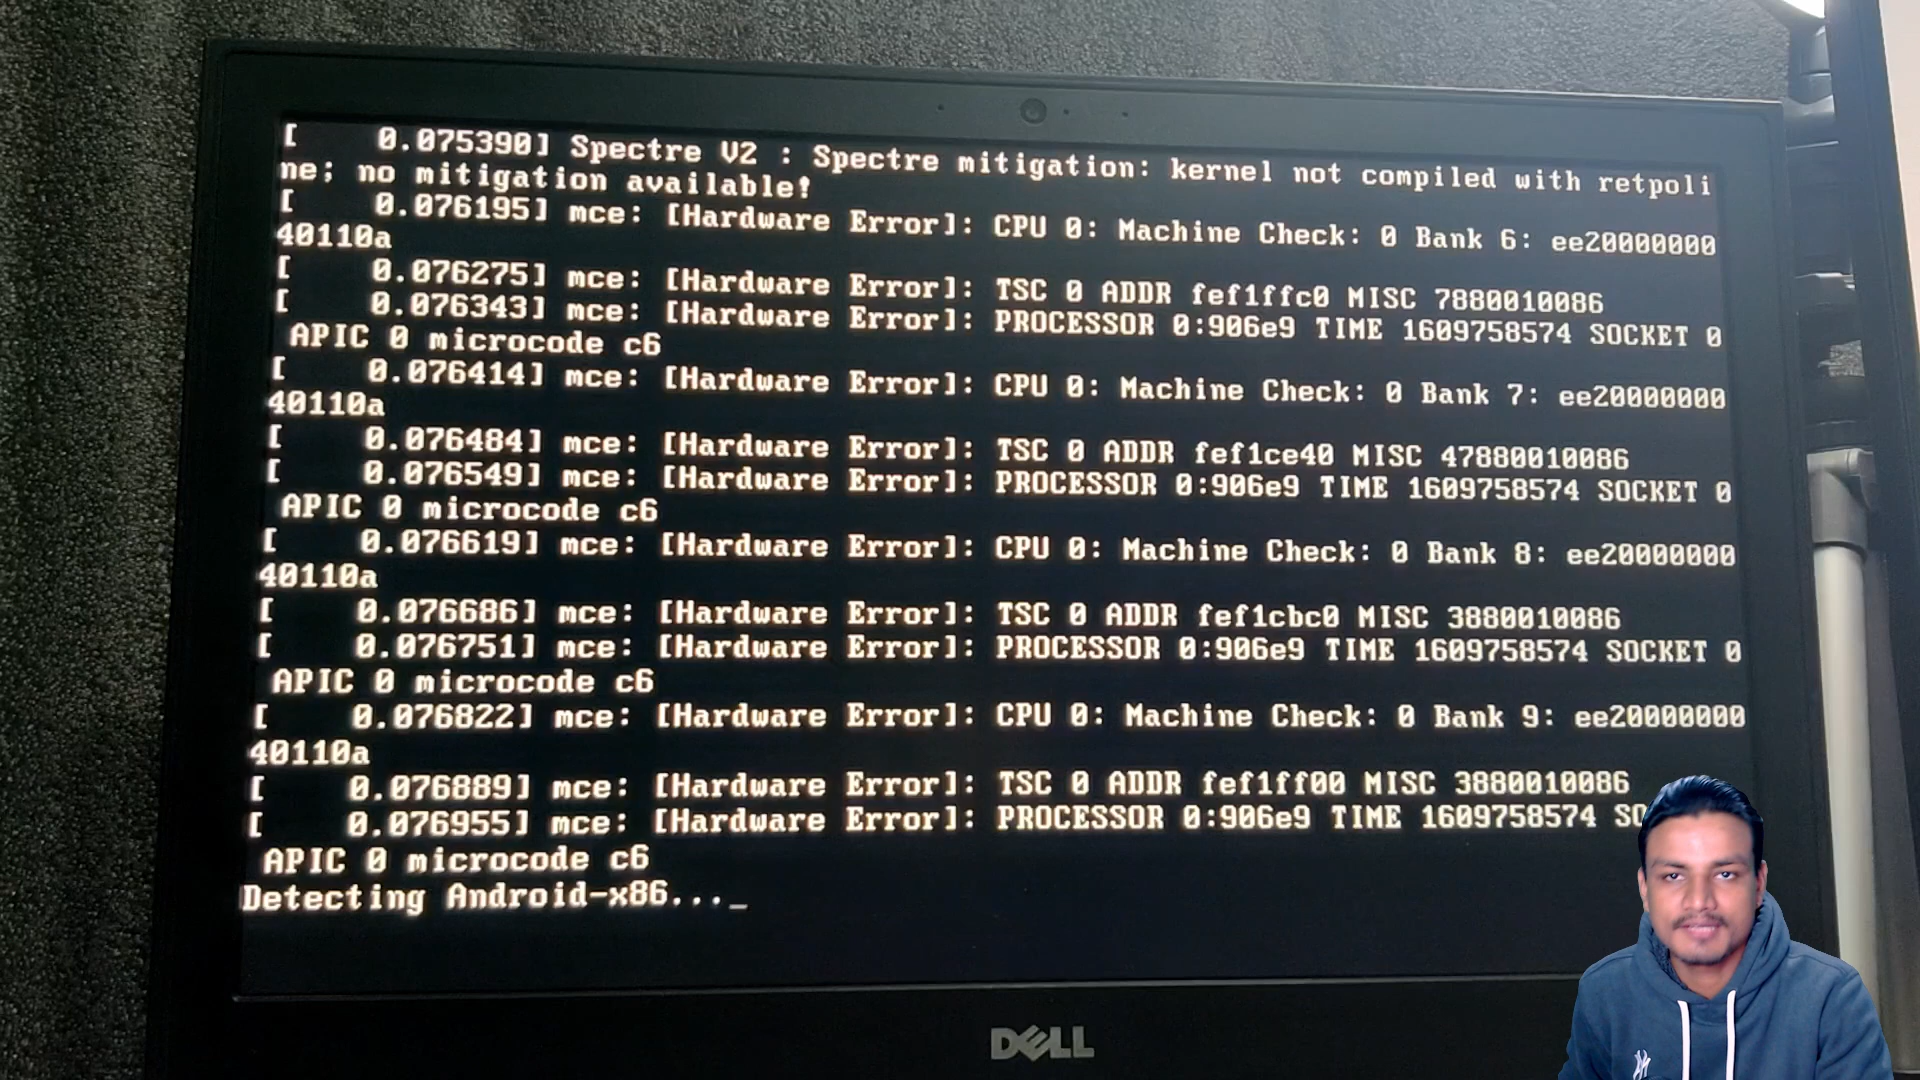 [    0.075390] Spectre V2 : Spectre mitigation: kernel not compiled with retpoli
ne; no mitigation available!
[    0.076195] mce: [Hardware Error]: CPU 0: Machine Check: 0 Bank 6: ee20000000
40110a
[    0.076275] mce: [Hardware Error]: TSC 0 ADDR fef1ffc0 MISC 7880010086
[    0.076343] mce: [Hardware Error]: PROCESSOR 0:906e9 TIME 1609758574 SOCKET 0
 APIC 0 microcode c6
[    0.076414] mce: [Hardware Error]: CPU 0: Machine Check: 0 Bank 7: ee20000000
40110a
[    0.076484] mce: [Hardware Error]: TSC 0 ADDR fef1ce40 MISC 47880010086
[    0.076549] mce: [Hardware Error]: PROCESSOR 0:906e9 TIME 1609758574 SOCKET 0
 APIC 0 microcode c6
[    0.076619] mce: [Hardware Error]: CPU 0: Machine Check: 0 Bank 8: ee20000000
40110a
[    0.076686] mce: [Hardware Error]: TSC 0 ADDR fef1cbc0 MISC 3880010086
[    0.076751] mce: [Hardware Error]: PROCESSOR 0:906e9 TIME 1609758574 SOCKET 0
 APIC 0 microcode c6
[    0.076822] mce: [Hardware Error]: CPU 0: Machine Check: 0 Bank 9: ee20000000
40110a
[    0.076889] mce: [Hardware Error]: TSC 0 ADDR fef1ff00 MISC 3880010086
[    0.076955] mce: [Hardware Error]: PROCESSOR 0:906e9 TIME 1609758574 SO
 APIC 0 microcode c6
Detecting Android-x86..._
DELL